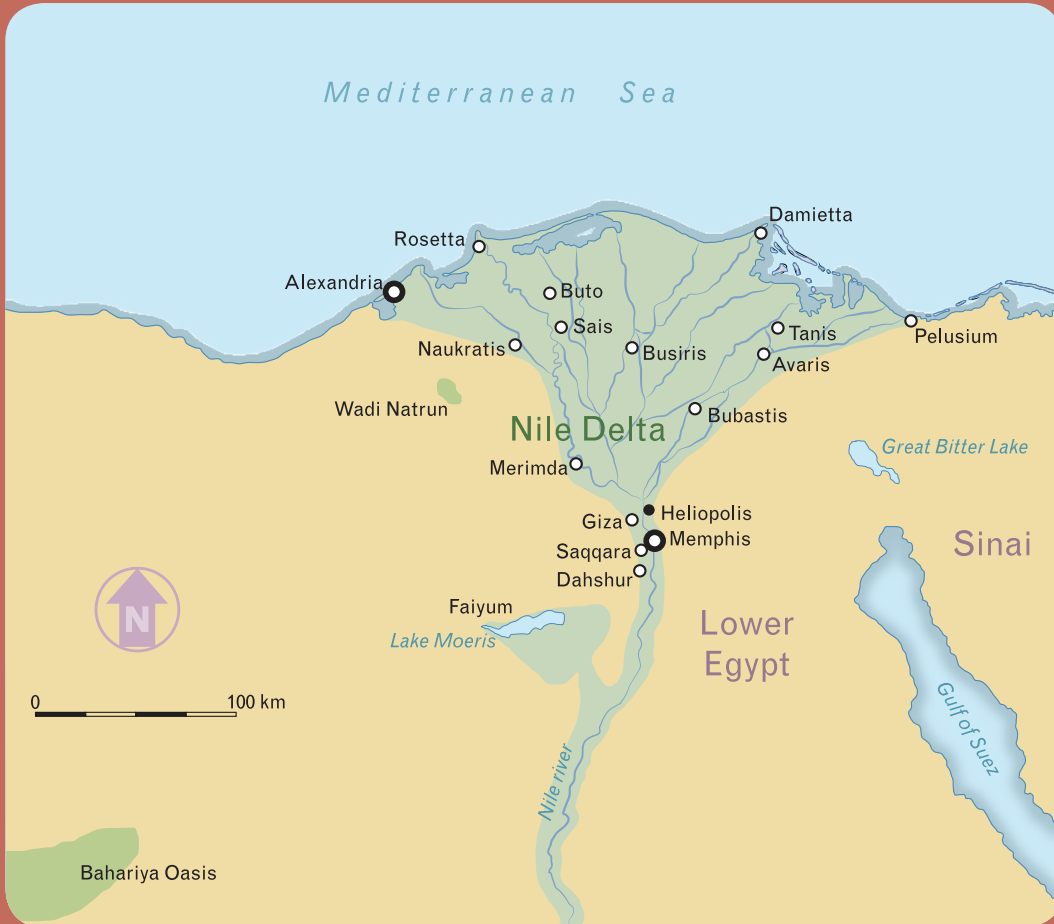 Mediterranean Sea
Damietta
Rosetta
Alexandria
Buto
Sais
Tanis
Pelusium
Naukratis
Busiris
Avaris
Wadi Natrun
Bubastis
Nile Delta
Great Bitter Lake
Merimda
Heliopolis
Giza
Memphis
Sinai
Saqqara
Dahshur
N
Faiyum
Lake Moeris
Lower
Egypt
0 100 km
Gulf of Suez
Nile river
Bahariya Oasis